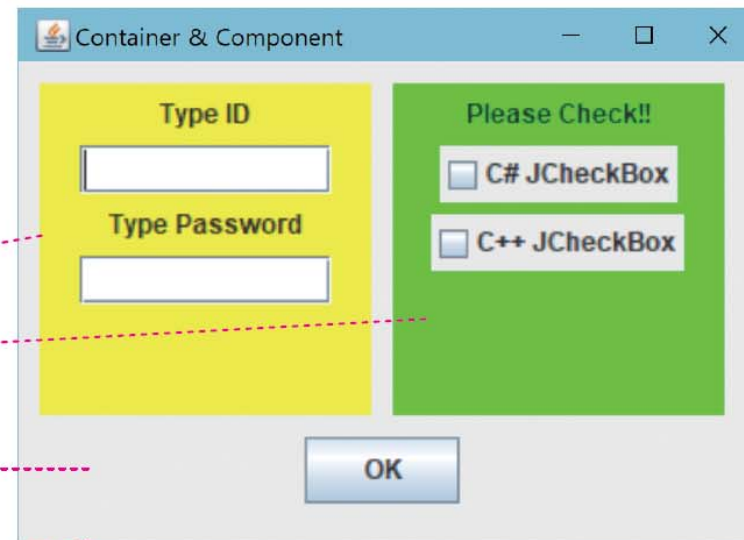 Container & Component
Type ID
Type Password
Please Check!!
C# JCheckBox
C++ JCheckBox
OK